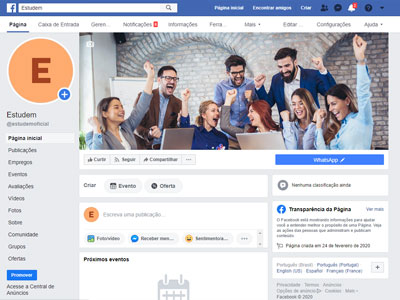 Estudem
Página inicial
Encontrar amigos
Criar
Página
Caixa de Entrada
Geren...
Notificações
Informações
Ferra...
Mais
Editar ...
Configurações
Ajuda
E
Estudem
@estudemoficial
Página inicial
Publicações
Empregos
Eventos
Avaliações
Vídeos
Fotos
Sobre
Comunidade
Grupos
Ofertas
Promover
Acesse a Central de
Anúncios
Curtir
Seguir
Compartilhar
...
WhatsApp
Criar
Evento
Oferta
E
Escreva uma publicação...
Foto/vídeo
Receber men...
Sentimento/a...
Próximos eventos
Nenhuma classificação ainda
Transparência da Página
Ver mais
O Facebook está mostrando informações para ajudar
você a entender melhor o propósito de uma Página. Veja
as ações das pessoas que administram e publicam
conteúdo.
Página criada em 24 de fevereiro de 2020
Português (Brasil) · Português (Portugal) ·
English (US) · Español · Français (France)
Privacidade · Termos · Anúncios ·
Opções de anúncio · Cookies · Mais
Facebook © 2020